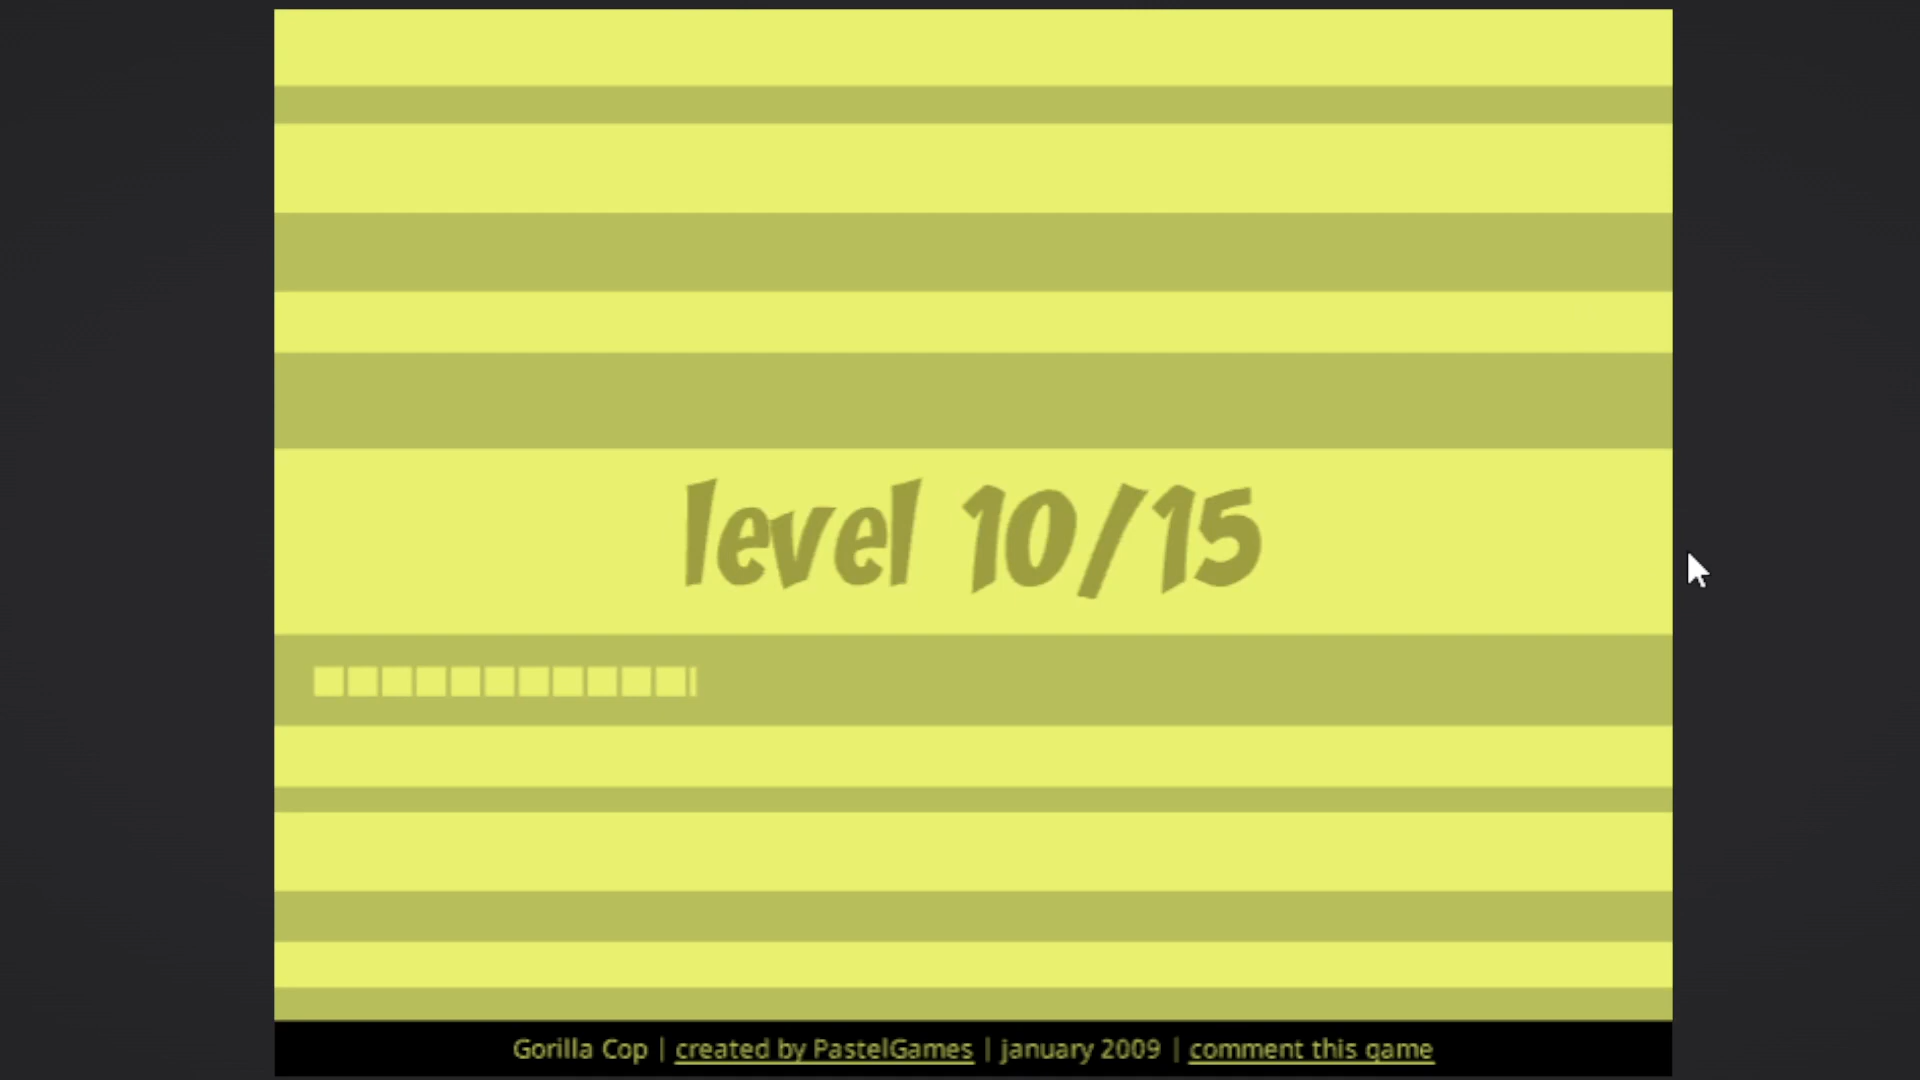 level 10/15
Gorilla Cop | created by PastelGames | january 2009 | comment this game